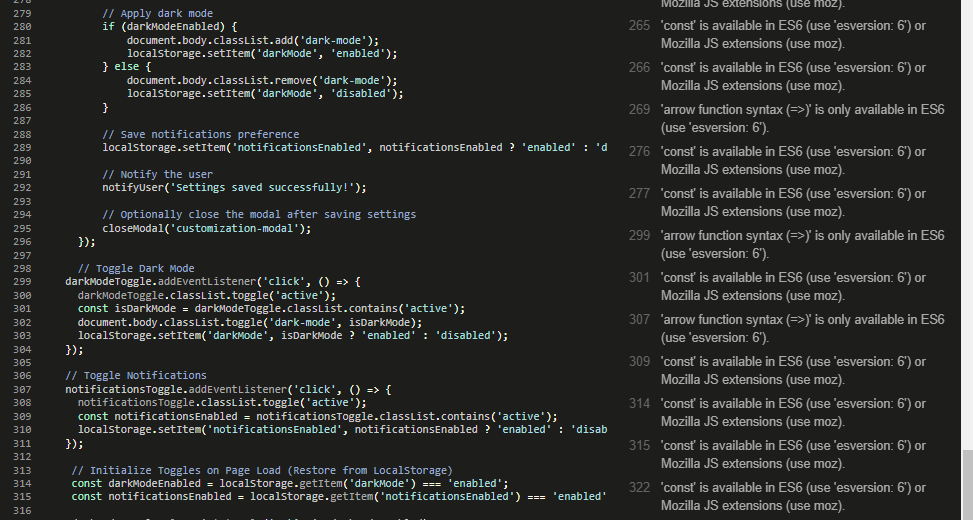 278
279 // Apply dark mode
280 if (darkModeEnabled) {
281 document.body.classList.add('dark-mode');
282 localStorage.setItem('darkMode', 'enabled');
283 } else {
284 document.body.classList.remove('dark-mode');
285 localStorage.setItem('darkMode', 'disabled');
286 }
287
288 // Save notifications preference
289 localStorage.setItem('notificationsEnabled', notificationsEnabled ? 'enabled' : 'd
290
291 // Notify the user
292 notifyUser('Settings saved successfully!');
293
294 // Optionally close the modal after saving settings
295 closeModal('customization-modal');
296 });
297
298 // Toggle Dark Mode
299 darkModeToggle.addEventListener('click', () => {
300 darkModeToggle.classList.toggle('active');
301 const isDarkMode = darkModeToggle.classList.contains('active');
302 document.body.classList.toggle('dark-mode', isDarkMode);
303 localStorage.setItem('darkMode', isDarkMode ? 'enabled' : 'disabled');
304 });
305
306 // Toggle Notifications
307 notificationsToggle.addEventListener('click', () => {
308 notificationsToggle.classList.toggle('active');
309 const notificationsEnabled = notificationsToggle.classList.contains('active');
310 localStorage.setItem('notificationsEnabled', notificationsEnabled ? 'enabled' : 'disab
311 });
312
313 // Initialize Toggles on Page Load (Restore from LocalStorage)
314 const darkModeEnabled = localStorage.getItem('darkMode') === 'enabled';
315 const notificationsEnabled = localStorage.getItem('notificationsEnabled') === 'enabled'
316
Mozilla JS extensions (use moz).
265 'const' is available in ES6 (use 'esversion: 6') or
Mozilla JS extensions (use moz).
266 'const' is available in ES6 (use 'esversion: 6') or
Mozilla JS extensions (use moz).
269 'arrow function syntax (=>)' is only available in ES6
(use 'esversion: 6').
276 'const' is available in ES6 (use 'esversion: 6') or
Mozilla JS extensions (use moz).
277 'const' is available in ES6 (use 'esversion: 6') or
Mozilla JS extensions (use moz).
299 'arrow function syntax (=>)' is only available in ES6
(use 'esversion: 6').
301 'const' is available in ES6 (use 'esversion: 6') or
Mozilla JS extensions (use moz).
307 'arrow function syntax (=>)' is only available in ES6
(use 'esversion: 6').
309 'const' is available in ES6 (use 'esversion: 6') or
Mozilla JS extensions (use moz).
314 'const' is available in ES6 (use 'esversion: 6') or
Mozilla JS extensions (use moz).
315 'const' is available in ES6 (use 'esversion: 6') or
Mozilla JS extensions (use moz).
322 'const' is available in ES6 (use 'esversion: 6') or
Mozilla JS extensions (use moz).